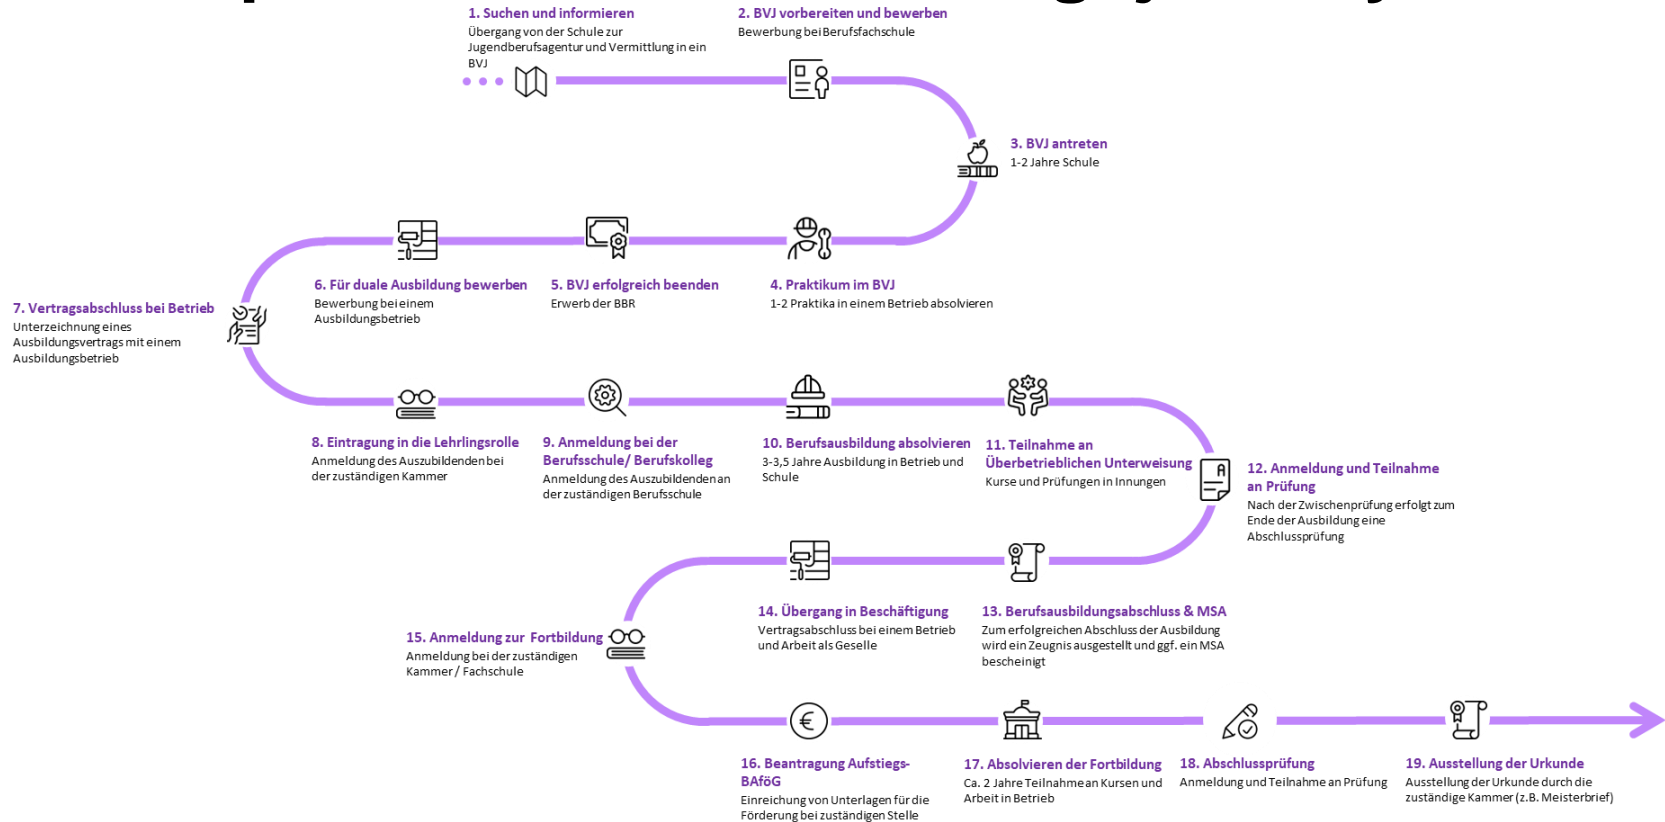 1. Suchen und informieren
Übergang von der Schule zur
Jugendberufsagentur und Vermittlung in ein
BVJ
2. BVJ vorbereiten und bewerben
Bewerbung bei Berufsfachschule
3. BVJ antreten
1-2 Jahre Schule
4. Praktikum im BVJ
1-2 Praktika in einem Betrieb absolvieren
5. BVJ erfolgreich beenden
Erwerb der BBR
6. Für duale Ausbildung bewerben
Bewerbung bei einem
Ausbildungsbetrieb
7. Vertragsabschluss bei Betrieb
Unterzeichnung eines
Ausbildungsvertrags mit einem
Ausbildungsbetrieb
8. Eintragung in die Lehrlingsrolle
Anmeldung des Auszubildenden bei
der zuständigen Kammer
9. Anmeldung bei der
Berufsschule/ Berufskolleg
Anmeldung des Auszubildenden an
der zuständigen Berufsschule
10. Berufsausbildung absolvieren
3-3,5 Jahre Ausbildung in Betrieb und
Schule
11. Teilnahme an
Überbetrieblichen Unterweisung
Kurse und Prüfungen in Innungen
A
12. Anmeldung und Teilnahme
an Prüfung
Nach der Zwischenprüfung erfolgt zum
Ende der Ausbildung eine
Abschlussprüfung
13. Berufsausbildungsabschluss & MSA
Zum erfolgreichen Abschluss der Ausbildung
wird ein Zeugnis ausgestellt und ggf. ein MSA
bescheinigt
14. Übergang in Beschäftigung
Vertragsabschluss bei einem Betrieb
und Arbeit als Geselle
15. Anmeldung zur Fortbildung
Anmeldung bei der zuständigen
Kammer / Fachschule
€
16. Beantragung Aufstiegs-
BAföG
Einreichung von Unterlagen für die
Förderung bei zuständigen Stelle
17. Absolvieren der Fortbildung
Ca. 2 Jahre Teilnahme an Kursen und
Arbeit in Betrieb
18. Abschlussprüfung
Anmeldung und Teilnahme an Prüfung
19. Ausstellung der Urkunde
Ausstellung der Urkunde durch die
zuständige Kammer (z.B. Meisterbrief)